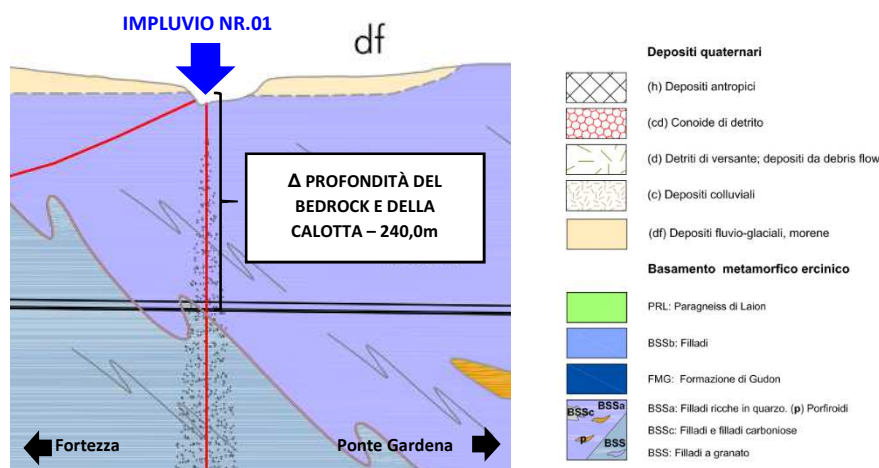 IMPLUVIO NR.01
df
Δ PROFONDITÀ DEL
BEDROCK E DELLA
CALOTTA – 240,0m
Fortezza
Ponte Gardena
Depositi quaternari
(h) Depositi antropici
(cd) Conoide di detrito
(d) Detriti di versante; depositi da debris flow
(c) Depositi colluviali
(df) Depositi fluvio-glaciali, morene
Basamento metamorfico ercinico
PRL: Paragneiss di Laion
BSSb: Filladi
FMG: Formazione di Gudon
BSSc
BSSa
p
BSS
BSSa: Filladi ricche in quarzo. (p) Porfiroidi
BSSc: Filladi e filladi carboniose
BSS: Filladi a granato